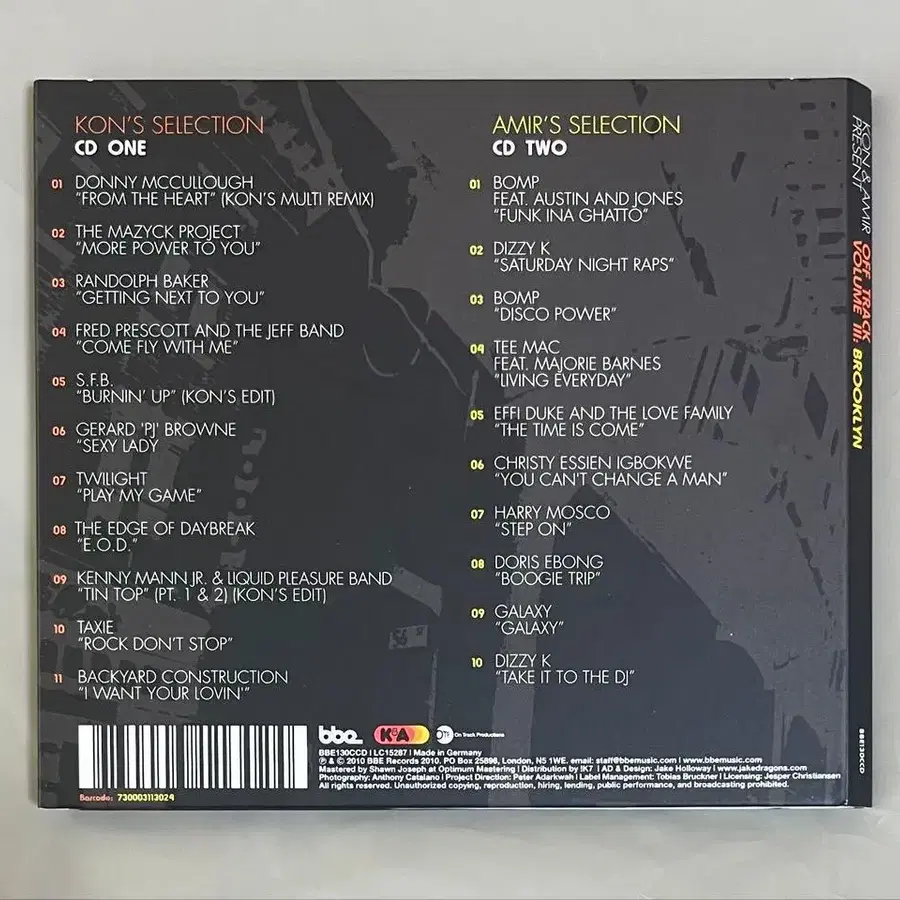 KON'S SELECTION
CD ONE
01 DONNY MCCULLOUGH
"FROM THE HEART" (KON'S MULTI REMIX)
02 THE MAZYCK PROJECT
"MORE POWER TO YOU"
03 RANDOLPH BAKER
"GETTING NEXT TO YOU"
04 FRED PRESCOTT AND THE JEFF BAND
"COME FLY WITH ME"
05 S.F.B.
"BURNIN' UP" (KON'S EDIT)
06 GERARD 'PJ' BROWNE
"SEXY LADY
07 TWILIGHT
"PLAY MY GAME"
08 THE EDGE OF DAYBREAK
"E.O.D."
09 KENNY MANN JR. & LIQUID PLEASURE BAND
"TIN TOP" (PT. 1 & 2) (KON'S EDIT)
10 TAXIE
"ROCK DON'T STOP"
11 BACKYARD CONSTRUCTION
"I WANT YOUR LOVIN'"
AMIR'S SELECTION
CD TWO
01 BOMP
FEAT. AUSTIN AND JONES
"FUNK INA GHATTO"
02 DIZZY K
"SATURDAY NIGHT RAPS"
03 BOMP
"DISCO POWER"
04 TEE MAC
FEAT. MAJORIE BARNES
"LIVING EVERYDAY"
05 EFFI DUKE AND THE LOVE FAMILY
"THE TIME IS COME"
06 CHRISTY ESSIEN IGBOKWE
"YOU CAN'T CHANGE A MAN"
07 HARRY MOSCO
"STEP ON"
08 DORIS EBONG
"BOOGIE TRIP"
09 GALAXY
"GALAXY"
10 DIZZY K
"TAKE IT TO THE DJ"
Barcode: 730003113024
bbe K&A On Track Productions
BBE130CCD | LC15287 | Made in Germany
℗ & © 2010 BBE Records 2010. PO Box 25896, London, N5 1WE. email: staff@bbemusic.com | www.bbemusic.com
Mastered by Shawn Joseph at Optimum Mastering | Distribution by !K7 | AD & Design: Jake Holloway | www.jakedragons.com
Photography: Anthony Catalano | Project Direction: Peter Adarkwah | Label Management: Tobias Bruckner | Licensing: Jesper Christiansen
All rights reserved. Unauthorized copying, reproduction, hiring, lending, public performance, and broadcasting prohibited.
KON & AMIR
PRESENT
OFF TRACK
VOLUME III: BROOKLYN
BBE130CCD